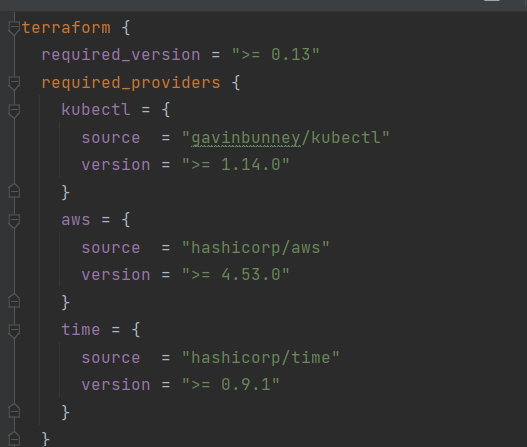 terraform {
  required_version = ">= 0.13"
  required_providers {
    kubectl = {
      source  = "gavinbunney/kubectl"
      version = ">= 1.14.0"
    }
    aws = {
      source  = "hashicorp/aws"
      version = ">= 4.53.0"
    }
    time = {
      source  = "hashicorp/time"
      version = ">= 0.9.1"
    }
  }